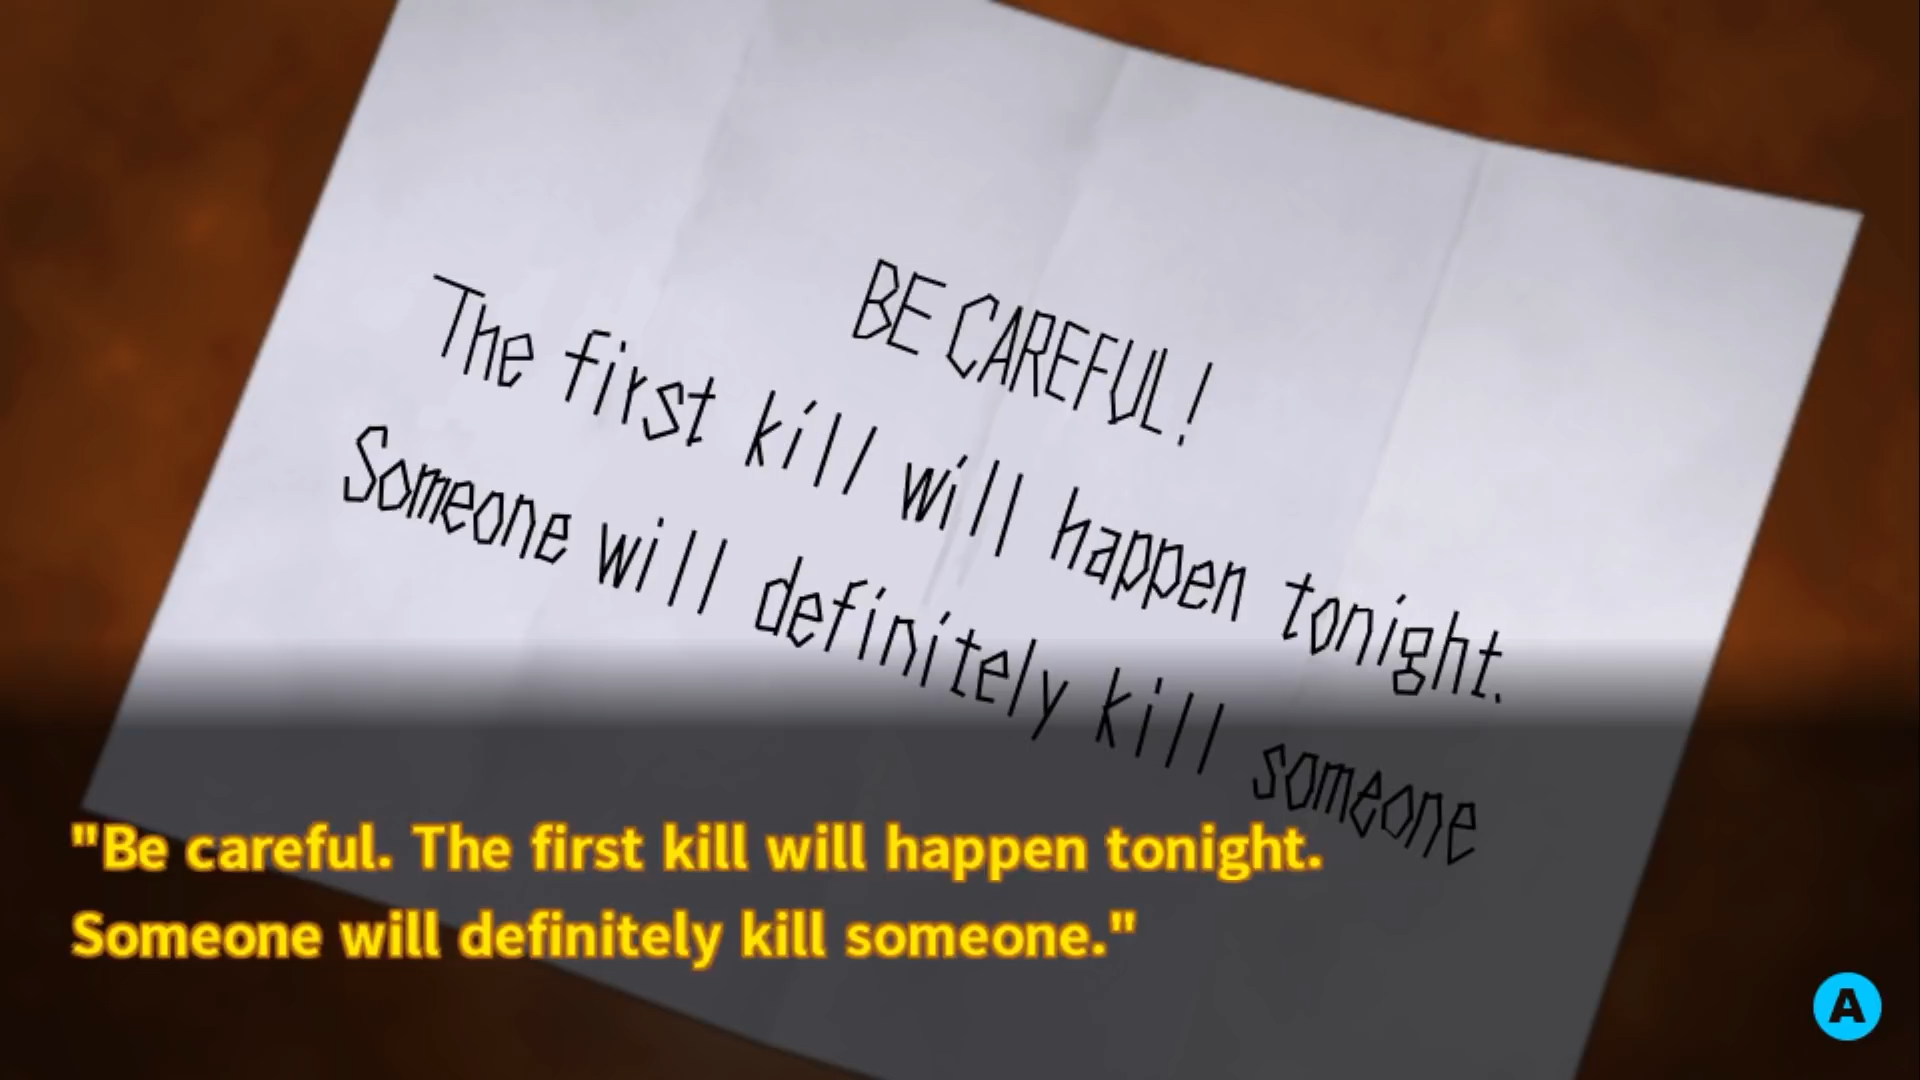 BE CAREFUL!
The first kill will happen tonight.
Someone will definitely kill someone
"Be careful. The first kill will happen tonight.
Someone will definitely kill someone."
A